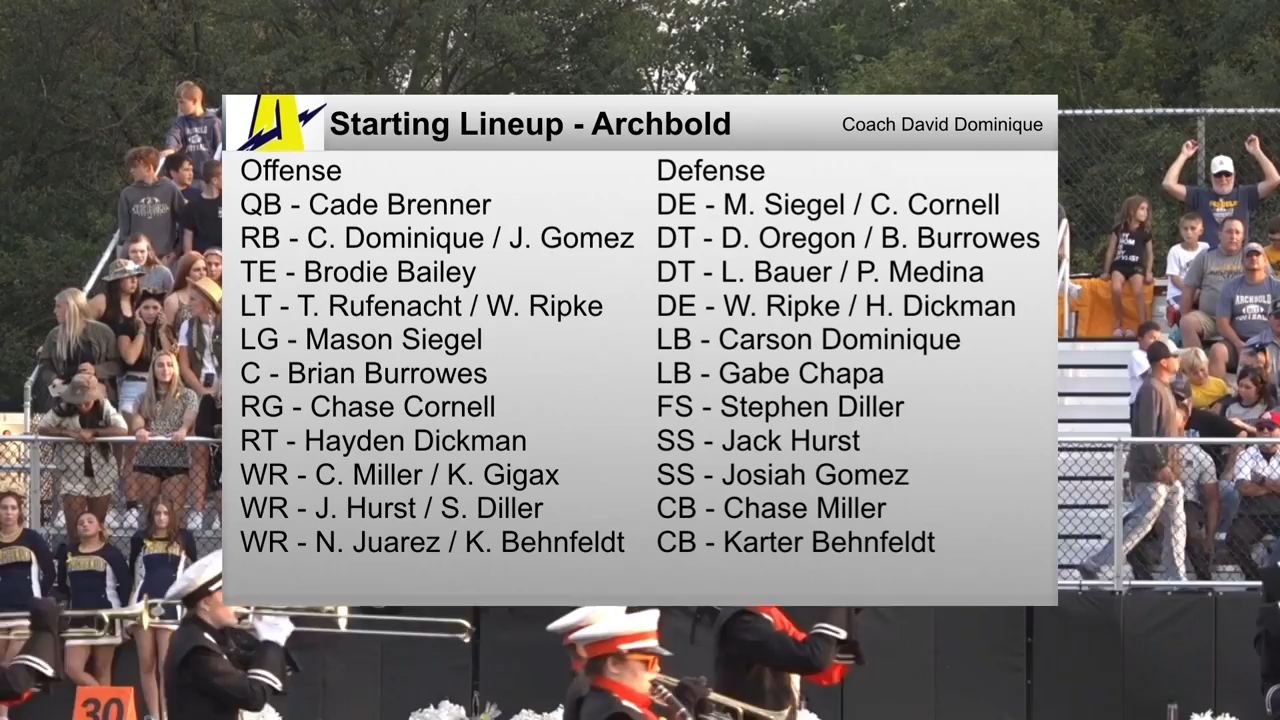 A
Starting Lineup - Archbold
Coach David Dominique
Offense
QB - Cade Brenner
RB - C. Dominique / J. Gomez
TE - Brodie Bailey
LT - T. Rufenacht / W. Ripke
LG - Mason Siegel
C - Brian Burrowes
RG - Chase Cornell
RT - Hayden Dickman
WR - C. Miller / K. Gigax
WR - J. Hurst / S. Diller
WR - N. Juarez / K. Behnfeldt
Defense
DE - M. Siegel / C. Cornell
DT - D. Oregon / B. Burrowes
DT - L. Bauer / P. Medina
DE - W. Ripke / H. Dickman
LB - Carson Dominique
LB - Gabe Chapa
FS - Stephen Diller
SS - Jack Hurst
SS - Josiah Gomez
CB - Chase Miller
CB - Karter Behnfeldt
ARCHBOLD
30